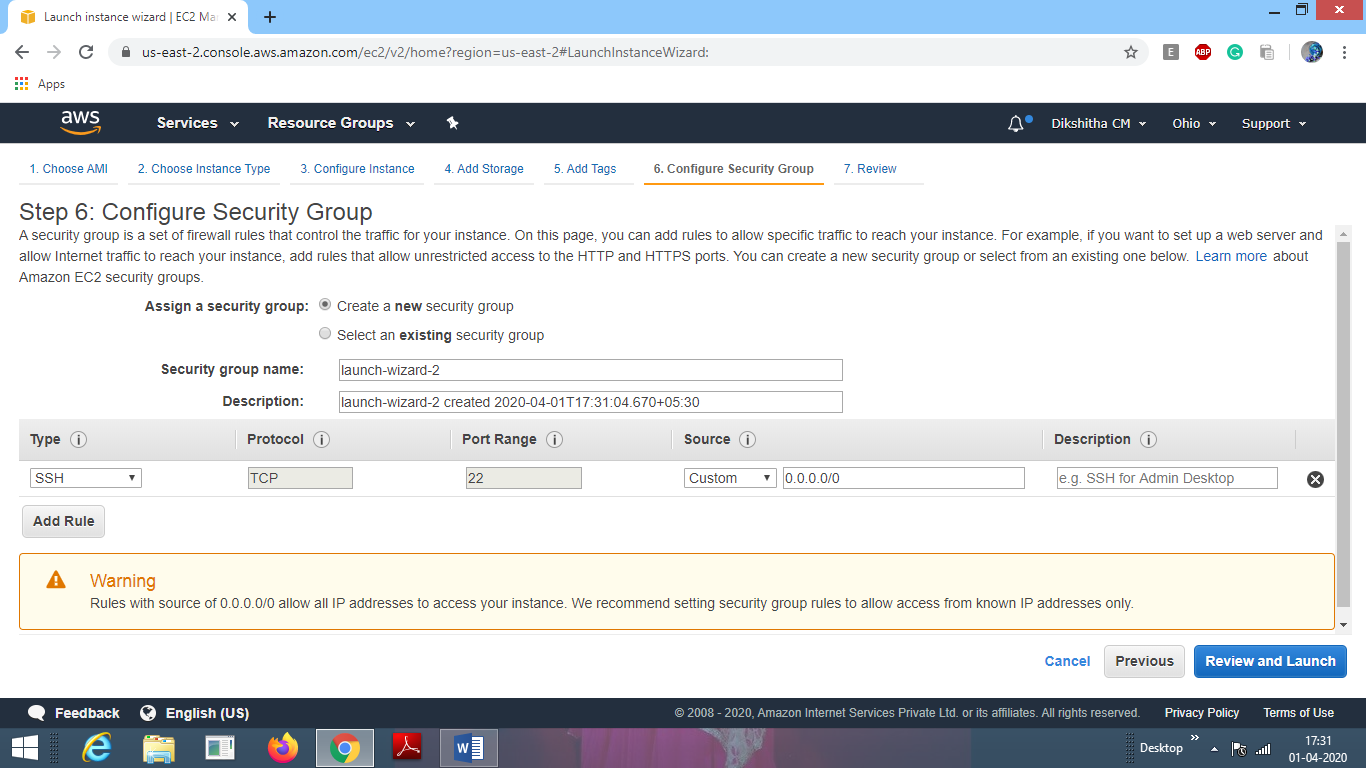 Launch instance wizard | EC2 Ma
us-east-2.console.aws.amazon.com/ec2/v2/home?region=us-east-2#LaunchInstanceWizard:
E ABP G
Apps
aws Services Resource Groups Dikshitha CM Ohio Support
1. Choose AMI 2. Choose Instance Type 3. Configure Instance 4. Add Storage 5. Add Tags 6. Configure Security Group 7. Review
Step 6: Configure Security Group
A security group is a set of firewall rules that control the traffic for your instance. On this page, you can add rules to allow specific traffic to reach your instance. For example, if you want to set up a web server and
allow Internet traffic to reach your instance, add rules that allow unrestricted access to the HTTP and HTTPS ports. You can create a new security group or select from an existing one below. Learn more about
Amazon EC2 security groups.
Assign a security group: Create a new security group
Select an existing security group
Security group name: launch-wizard-2
Description: launch-wizard-2 created 2020-04-01T17:31:04.670+05:30
Type i Protocol i Port Range i Source i Description i
SSH TCP 22 Custom 0.0.0.0/0 e.g. SSH for Admin Desktop
Add Rule
Warning
Rules with source of 0.0.0.0/0 allow all IP addresses to access your instance. We recommend setting security group rules to allow access from known IP addresses only.
Cancel Previous Review and Launch
Feedback English (US) © 2008 - 2020, Amazon Internet Services Private Ltd. or its affiliates. All rights reserved. Privacy Policy Terms of Use
Desktop 17:31
01-04-2020